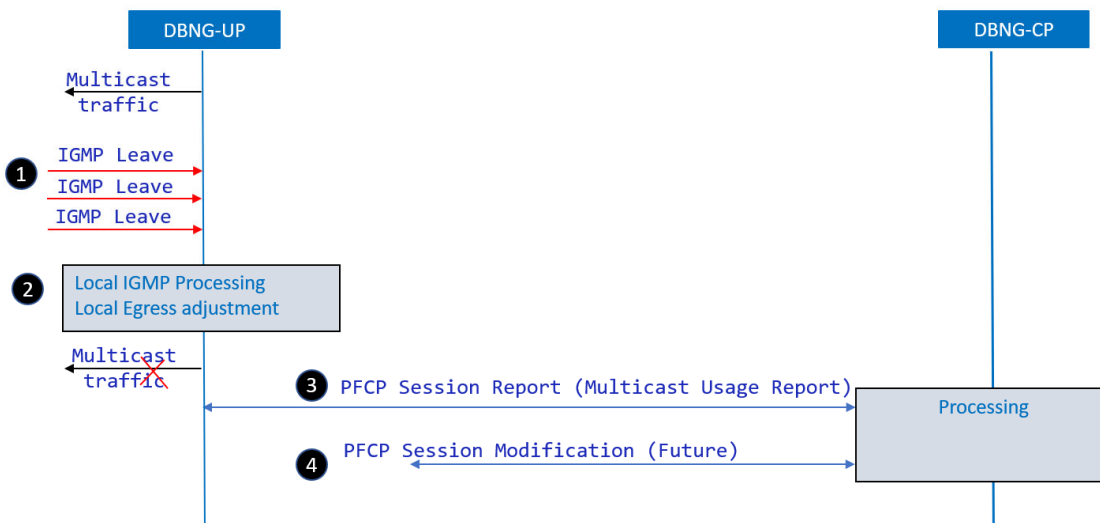 DBNG-UP
DBNG-CP
Multicast
traffic
1
IGMP Leave
IGMP Leave
IGMP Leave
2
Local IGMP Processing
Local Egress adjustment
Multicast
traffic
3
PFCP Session Report (Multicast Usage Report)
Processing
4
PFCP Session Modification (Future)